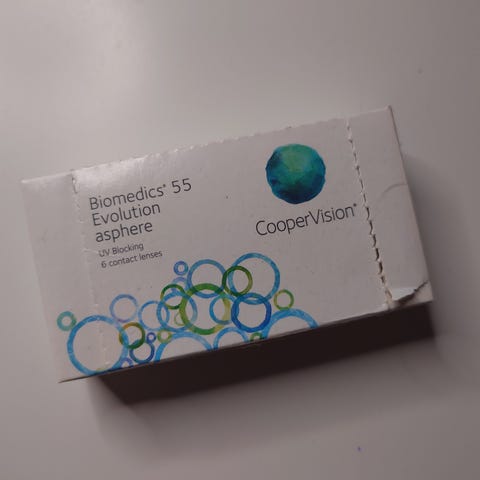 Biomedics® 55
Evolution
asphere
UV Blocking
6 contact lenses
CooperVision®